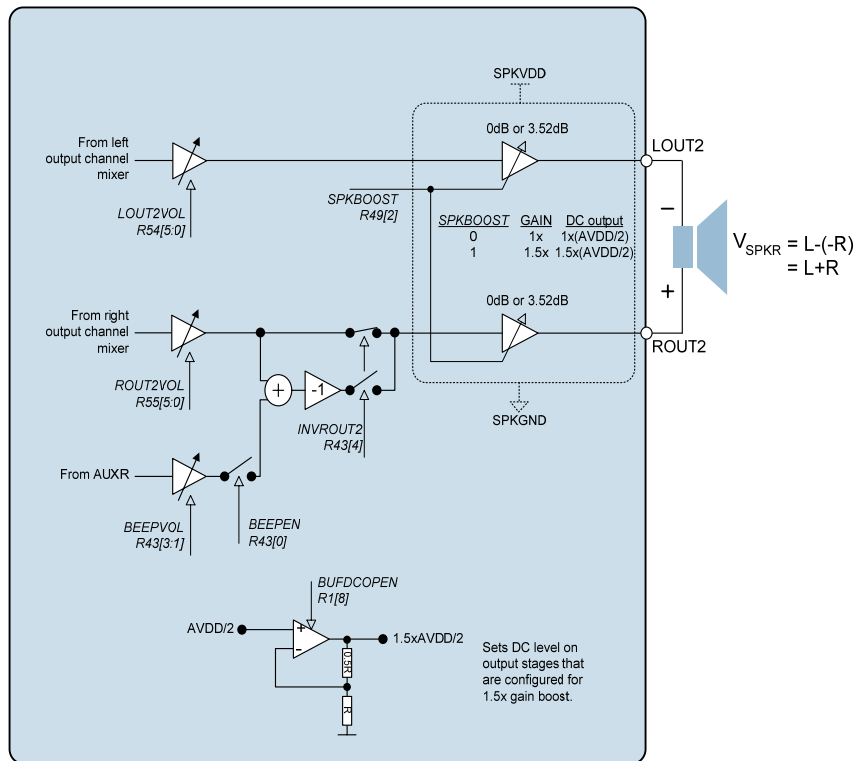 SPKVDD
0dB or 3.52dB
LOUT2
From left
output channel
mixer
LOUT2VOL
R54[5:0]
SPKBOOST
R49[2]
SPKBOOST GAIN DC output
0 1x 1x(AVDD/2)
1 1.5x 1.5x(AVDD/2)
–
+
VSPKR = L-(-R)
= L+R
From right
output channel
mixer
0dB or 3.52dB
ROUT2
ROUT2VOL
R55[5:0]
+
-1
SPKGND
INVROUT2
R43[4]
From AUXR
BEEPVOL
R43[3:1]
BEEPEN
R43[0]
BUFDCOPEN
R1[8]
AVDD/2
+
-
1.5xAVDD/2
0.5R
R
Sets DC level on
output stages that
are configured for
1.5x gain boost.